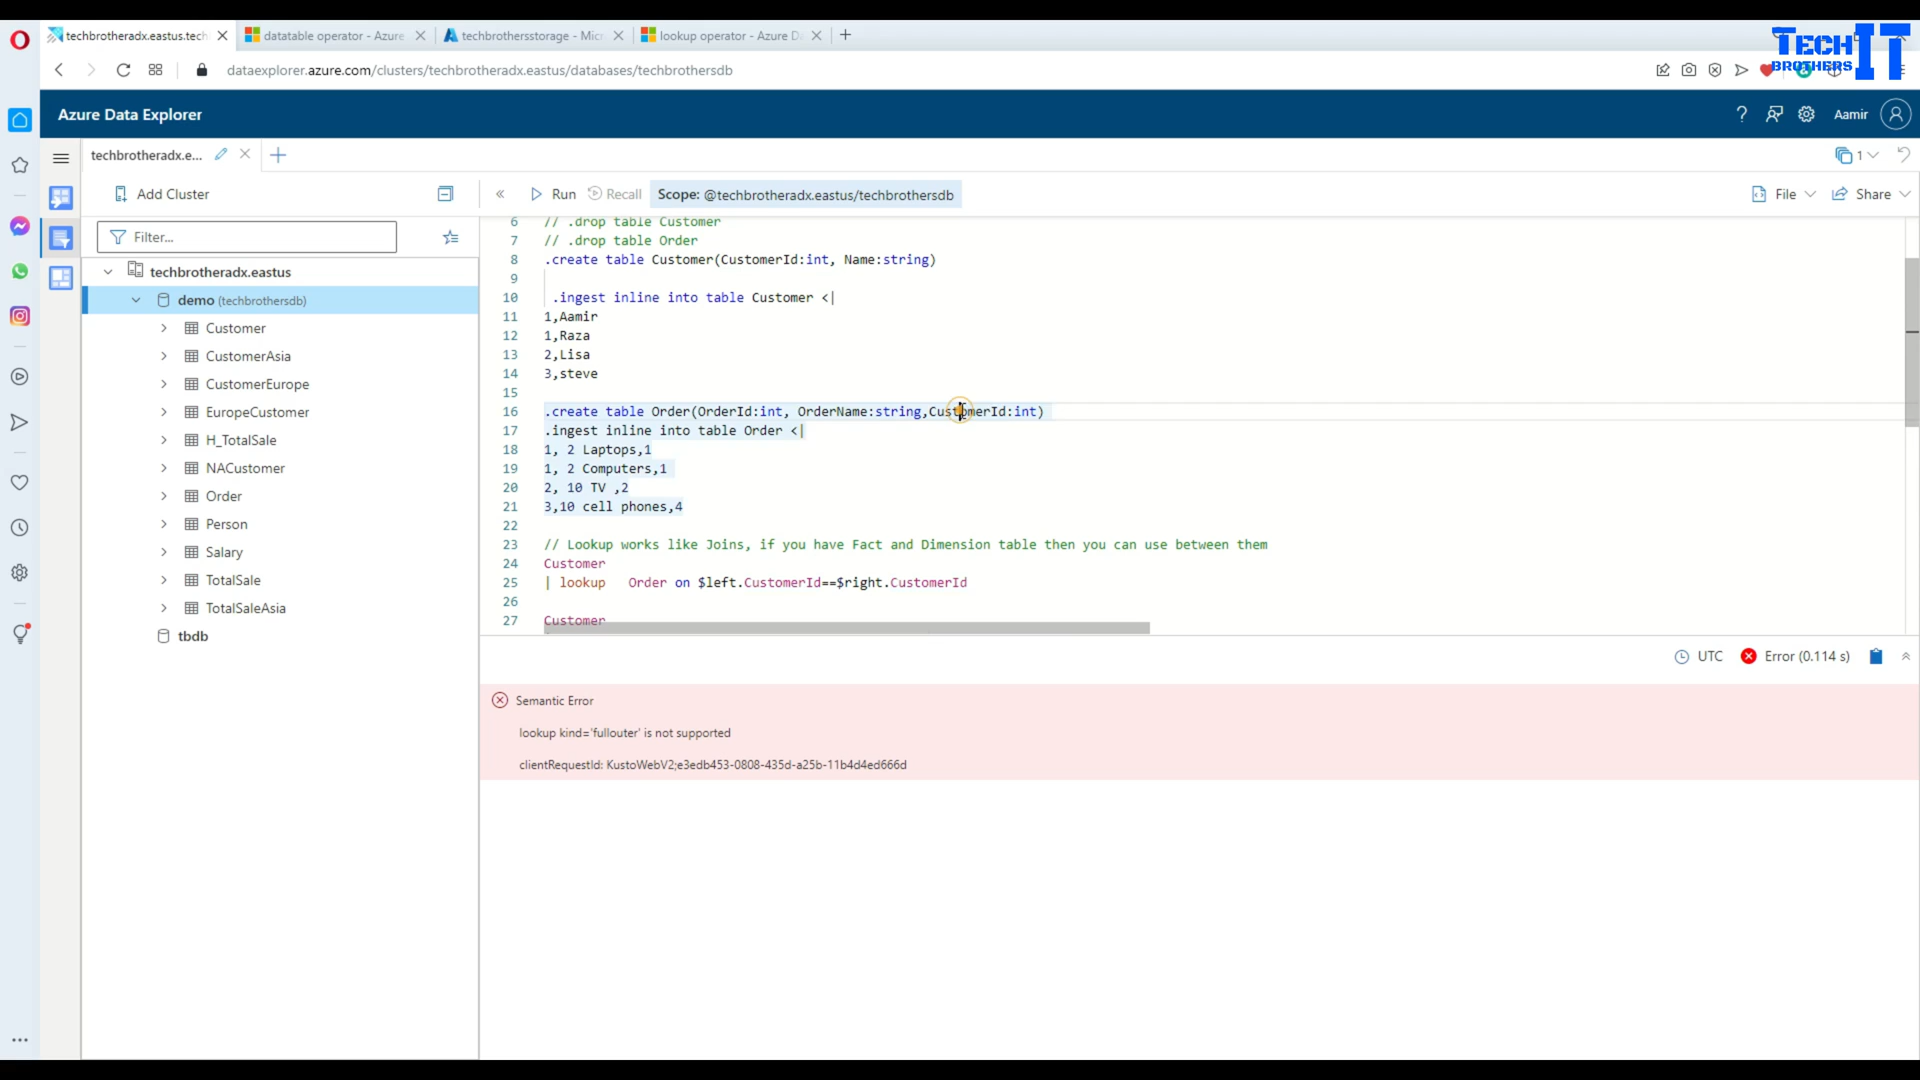 techbrotheradx.eastus.tech
datatable operator - Azure
techbrothersstorage - Micr
lookup operator - Azure Da
TECH IT
BROTHERS
dataexplorer.azure.com/clusters/techbrotheradx.eastus/databases/techbrothersdb
Azure Data Explorer
Aamir
techbrotheradx.e...
1
Add Cluster
Run
Recall
Scope: @techbrotheradx.eastus/techbrothersdb
File
Share
Filter...
techbrotheradx.eastus
demo (techbrothersdb)
Customer
CustomerAsia
CustomerEurope
EuropeCustomer
H_TotalSale
NACustomer
Order
Person
Salary
TotalSale
TotalSaleAsia
tbdb
6 // .drop table Customer
7 // .drop table Order
8 .create table Customer(CustomerId:int, Name:string)
9
10 .ingest inline into table Customer <|
11 1,Aamir
12 1,Raza
13 2,Lisa
14 3,steve
15
16 .create table Order(OrderId:int, OrderName:string,CustomerId:int)
17 .ingest inline into table Order <|
18 1, 2 Laptops,1
19 1, 2 Computers,1
20 2, 10 TV ,2
21 3,10 cell phones,4
22
23 // Lookup works like Joins, if you have Fact and Dimension table then you can use between them
24 Customer
25 | lookup Order on $left.CustomerId==$right.CustomerId
26
27 Customer
UTC
Error (0.114 s)
Semantic Error
lookup kind='fullouter' is not supported
clientRequestId: KustoWebV2;e3edb453-0808-435d-a25b-11b4d4ed666d